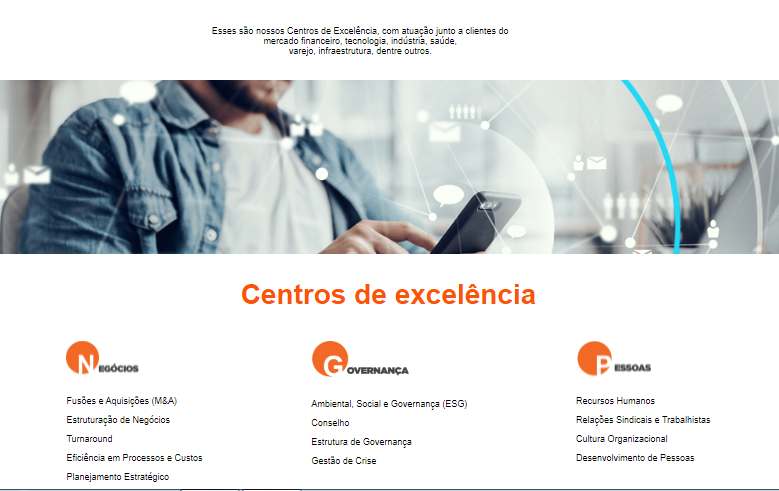 Esses são nossos Centros de Excelência, com atuação junto a clientes do
mercado financeiro, tecnologia, indústria, saúde,
varejo, infraestrutura, dentre outros.
Centros de excelência
NEGÓCIOS
Fusões e Aquisições (M&A)
Estruturação de Negócios
Turnaround
Eficiência em Processos e Custos
Planejamento Estratégico
GOVERNANÇA
Ambiental, Social e Governança (ESG)
Conselho
Estrutura de Governança
Gestão de Crise
PESSOAS
Recursos Humanos
Relações Sindicais e Trabalhistas
Cultura Organizacional
Desenvolvimento de Pessoas